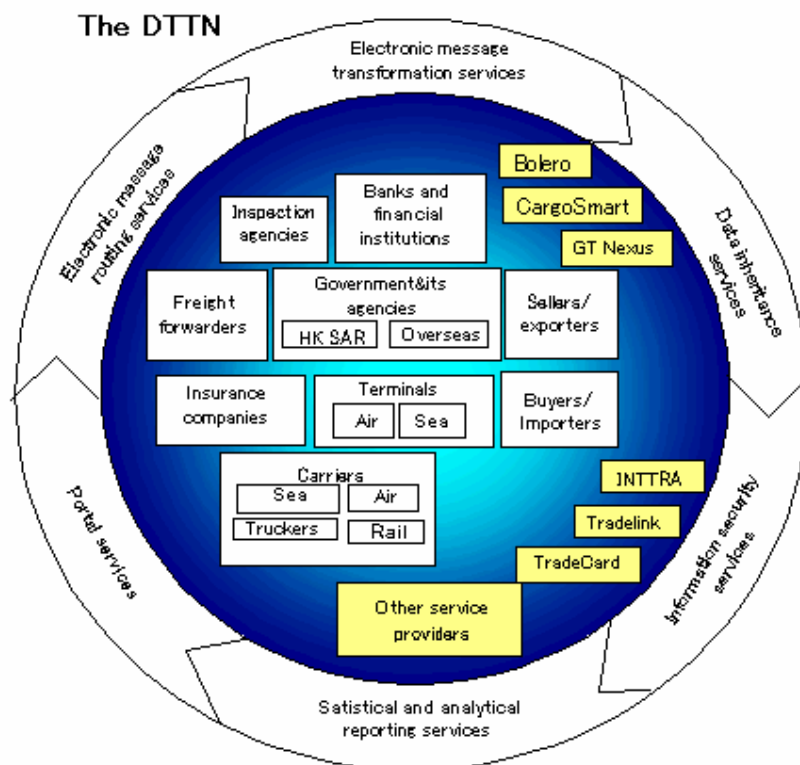 The DTTN
Electronic message
transformation services
Electronic message
routing services
Data inheritance
services
Bolero
CargoSmart
GT Nexus
Banks and
financial
institutions
Inspection
agencies
Freight
forwarders
Government&its
agencies
HK SAR
Overseas
Sellers/
exporters
Insurance
companies
Terminals
Air
Sea
Buyers/
Importers
Carriers
Sea
Air
Truckers
Rail
INTTRA
Tradelink
TradeCard
Other service
providers
Portal services
Information security
services
Satistical and analytical
reporting services